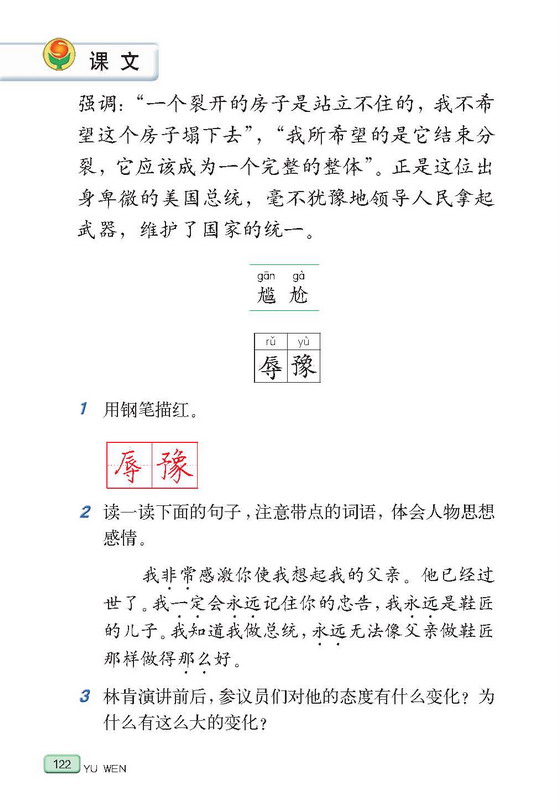 课文
强调：“一个裂开的房子是站立不住的，我不希
望这个房子塌下去”，“我所希望的是它结束分
裂，它应该成为一个完整的整体”。正是这位出
身卑微的美国总统，毫不犹豫地领导人民拿起
武器，维护了国家的统一。
gān gà
尴尬
rǔ yù
辱豫
1 用钢笔描红。
辱豫
2 读一读下面的句子，注意带点的词语，体会人物思想
感情。
我非常感激你使我想起我的父亲。他已经过
世了。我一定会永远记住你的忠告，我永远是鞋匠
的儿子。我知道我做总统，永远无法像父亲做鞋匠
那样做得那么好。
3 林肯演讲前后，参议员们对他的态度有什么变化？为
什么有这么大的变化？
122 YU WEN